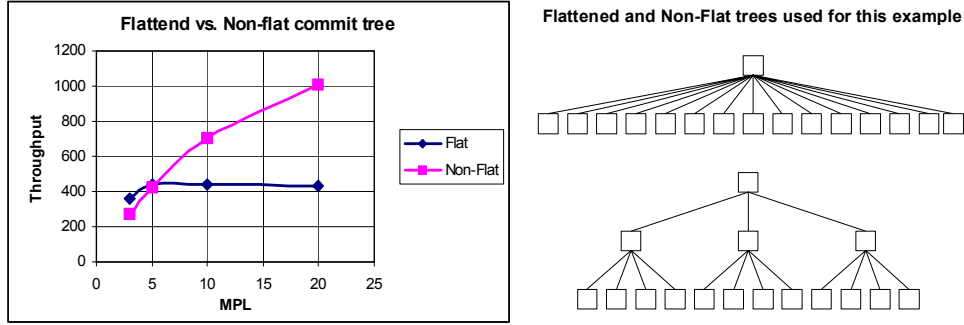 Flattend vs. Non-flat commit tree
1200
1000
800
600
400
200
0
Throughput
0 5 10 15 20 25
MPL
Flat
Non-Flat
Flattened and Non-Flat trees used for this example